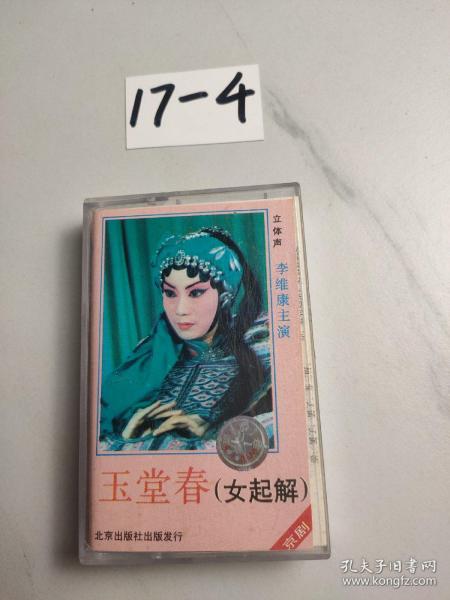 17-4
立体声
李维康主演
玉堂春(女起解)
北京出版社出版发行
京剧
孔夫子旧书网
www.kongfz.com